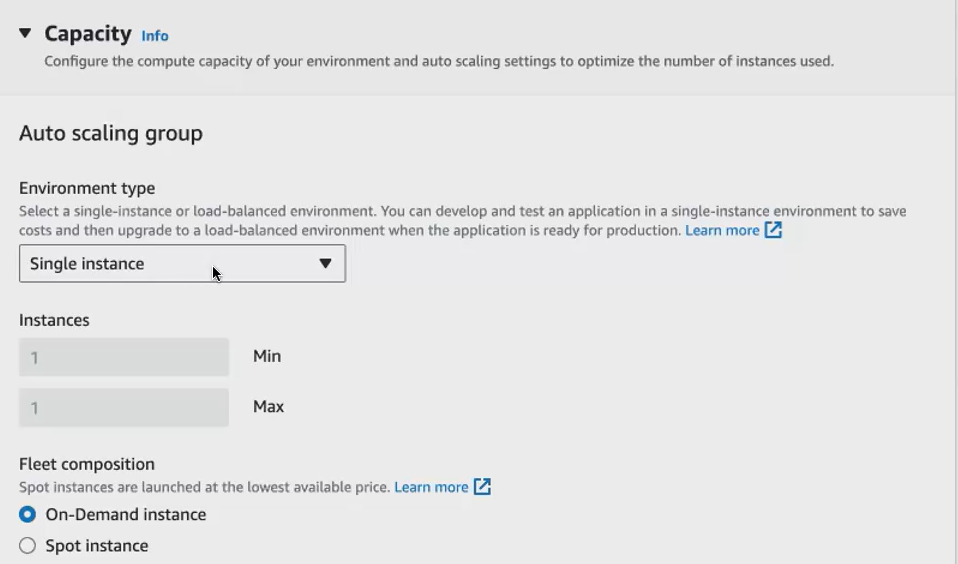 Capacity Info
Configure the compute capacity of your environment and auto scaling settings to optimize the number of instances used.
Auto scaling group
Environment type
Select a single-instance or load-balanced environment. You can develop and test an application in a single-instance environment to save
costs and then upgrade to a load-balanced environment when the application is ready for production. Learn more
Single instance
Instances
1 Min
1 Max
Fleet composition
Spot instances are launched at the lowest available price. Learn more
On-Demand instance
Spot instance